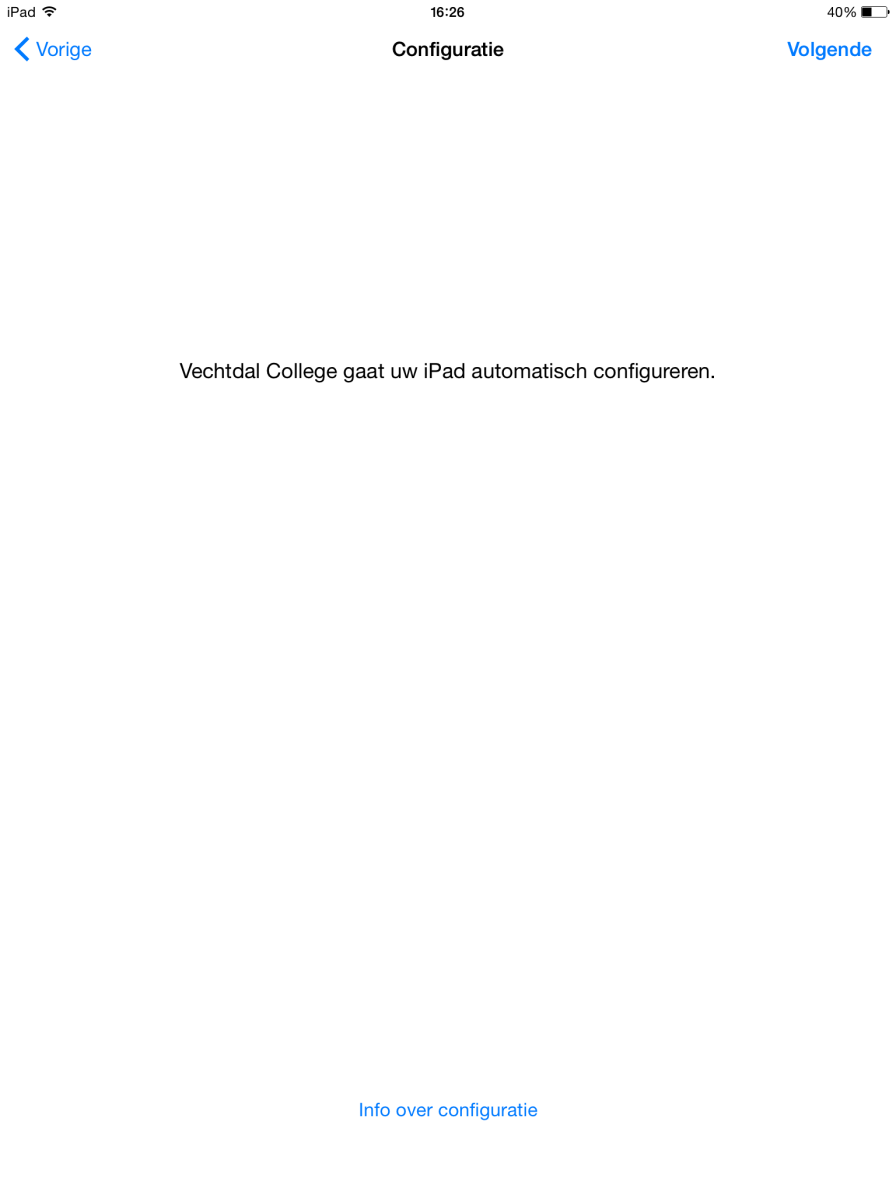 iPad 16:26 40%
Vorige Configuratie Volgende
Vechtdal College gaat uw iPad automatisch configureren.
Info over configuratie